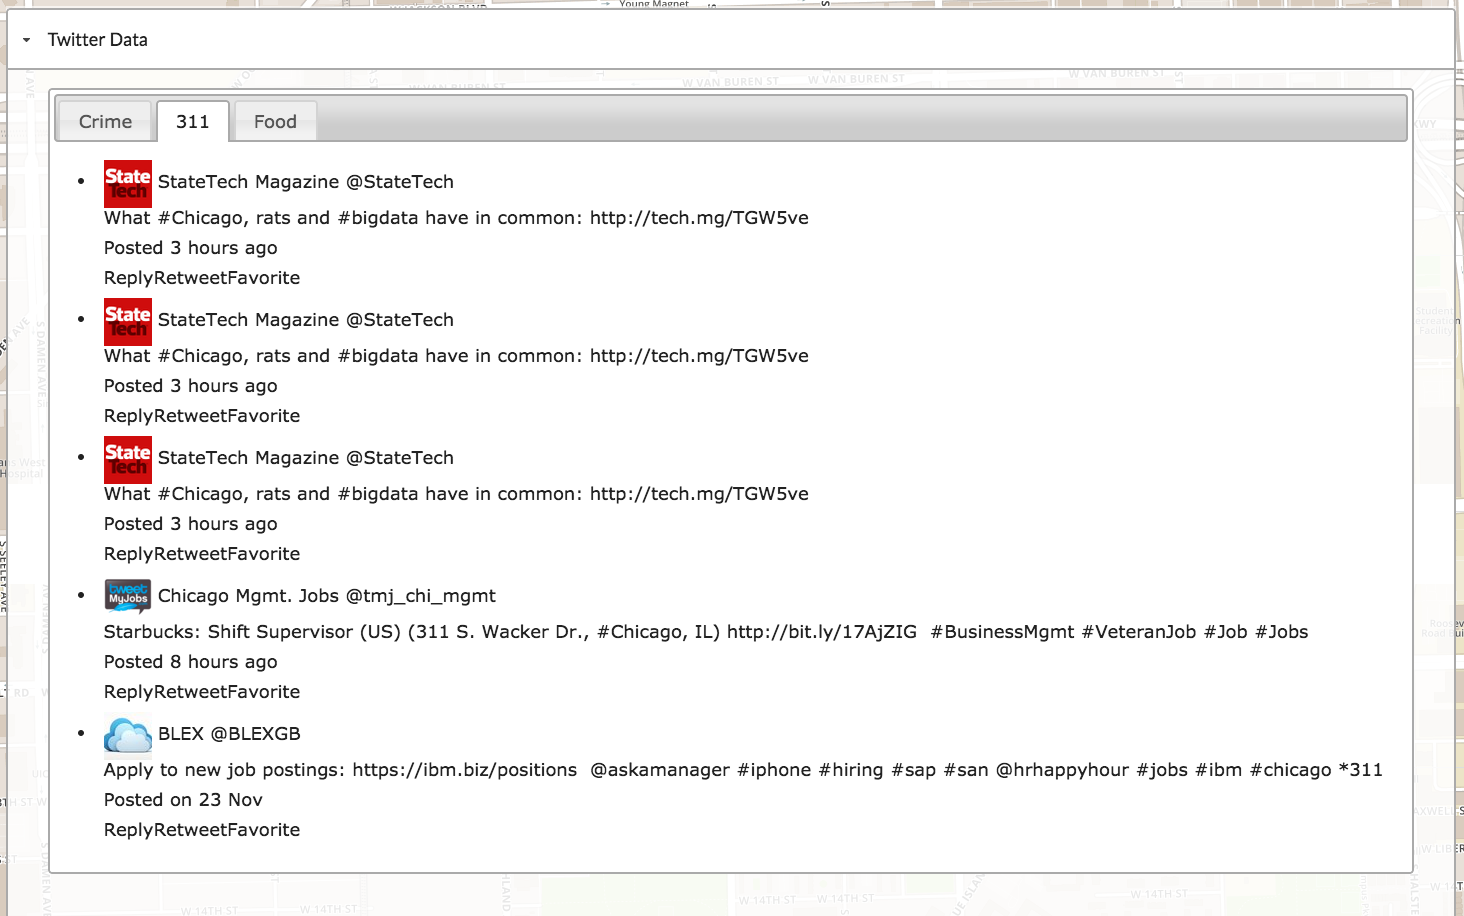 W JACKSON BLVD
Young Magnet
Twitter Data
W VAN BUREN ST
W VAN BUREN ST
W VAN BUREN ST
Crime
311
Food
State
Tech
StateTech Magazine @StateTech
What #Chicago, rats and #bigdata have in common: http://tech.mg/TGW5ve
Posted 3 hours ago
ReplyRetweetFavorite
State
Tech
StateTech Magazine @StateTech
What #Chicago, rats and #bigdata have in common: http://tech.mg/TGW5ve
Posted 3 hours ago
ReplyRetweetFavorite
State
Tech
StateTech Magazine @StateTech
What #Chicago, rats and #bigdata have in common: http://tech.mg/TGW5ve
Posted 3 hours ago
ReplyRetweetFavorite
tweet
MyJobs
Chicago Mgmt. Jobs @tmj_chi_mgmt
Starbucks: Shift Supervisor (US) (311 S. Wacker Dr., #Chicago, IL) http://bit.ly/17AjZIG #BusinessMgmt #VeteranJob #Job #Jobs
Posted 8 hours ago
ReplyRetweetFavorite
BLEX @BLEXGB
Apply to new job postings: https://ibm.biz/positions @askamanager #iphone #hiring #sap #san @hrhappyhour #jobs #ibm #chicago *311
Posted on 23 Nov
ReplyRetweetFavorite
S DAMEN AVE
Student
Facility
Hospital
W 14TH ST
W 14TH ST
W 14TH ST
W 14TH ST
W 14TH ST